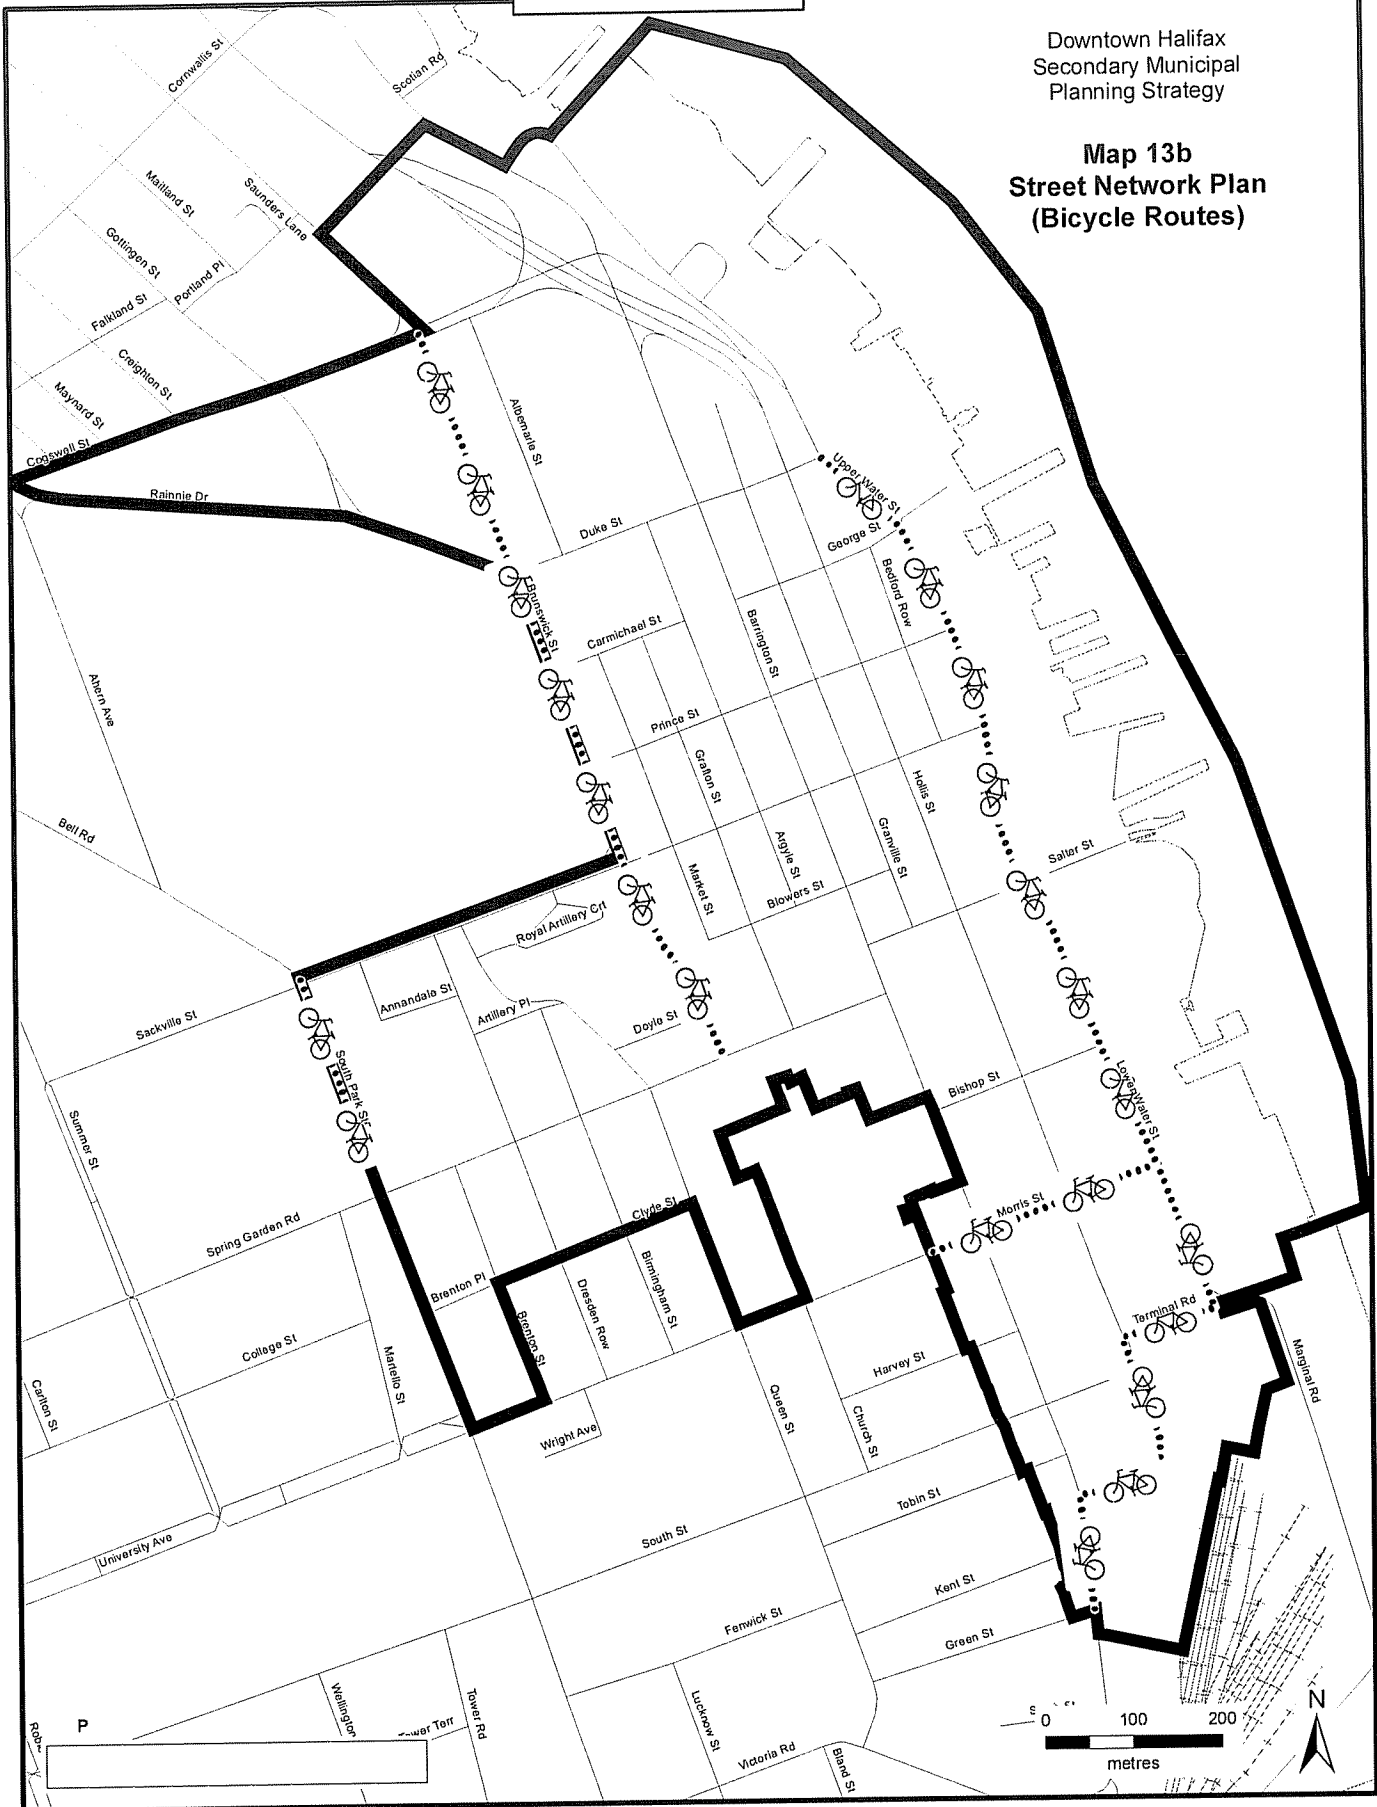 Downtown Halifax
Secondary Municipal
Planning Strategy
Map 13b
Street Network Plan
(Bicycle Routes)
Cornwallis St
Scotian Rd
Maitland St
Saunders Lane
Gottingen St
Portland Pl
Falkland St
Creighton St
Maynard St
Cogswell St
Rainnie Dr
Albemarle St
Upper Water St
Duke St
George St
Brunswick St
Bedford Row
Carmichael St
Barrington St
Ahern Ave
Prince St
Grafton St
Hollis St
Bell Rd
Argyle St
Granville St
Salter St
Market St
Blowers St
Royal Artillery Crt
Annandale St
Artillery Pl
Doyle St
Sackville St
South Park St
Bishop St
Lower Water St
Summer St
Morris St
Clyde St
Spring Garden Rd
Brenton Pl
Birmingham St
Dresden Row
Brenton St
Terminal Rd
College St
Martello St
Harvey St
Marginal Rd
Carlton St
Queen St
Church St
Wright Ave
Tobin St
South St
University Ave
Kent St
Fenwick St
Green St
Wellington
Tower Rd
Lucknow St
Tower Terr
Victoria Rd
Bland St
P
0 100 200
metres
N